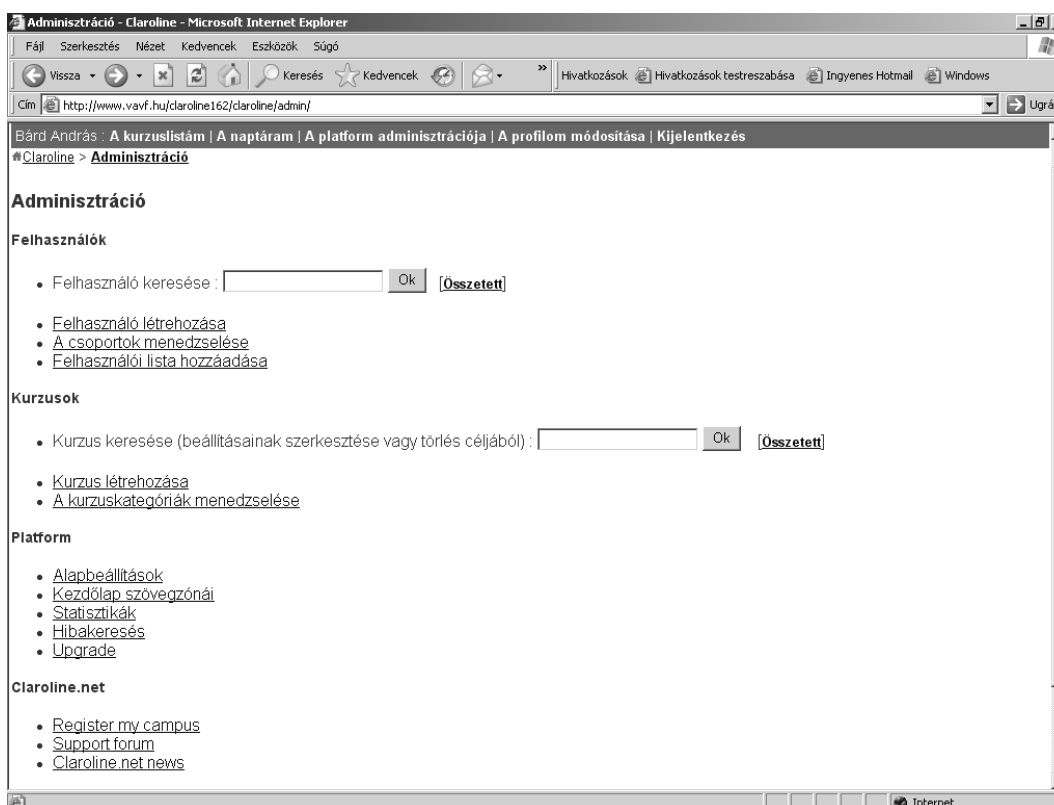 Adminisztráció - Claroline - Microsoft Internet Explorer
Fájl Szerkesztés Nézet Kedvencek Eszközök Súgó
Vissza Keresés Kedvencek » Hivatkozások Hivatkozások testreszabása Ingyenes Hotmail Windows
Cím http://www.vavf.hu/claroline162/claroline/admin/ Ugrá
Bárd András : A kurzuslistám | A naptáram | A platform adminisztrációja | A profilom módosítása | Kijelentkezés
Claroline > Adminisztráció
Adminisztráció
Felhasználók
• Felhasználó keresése : Ok [Összetett]
• Felhasználó létrehozása
• A csoportok menedzselése
• Felhasználói lista hozzáadása
Kurzusok
• Kurzus keresése (beállításainak szerkesztése vagy törlés céljából) : Ok [Összetett]
• Kurzus létrehozása
• A kurzuskategóriák menedzselése
Platform
• Alapbeállítások
• Kezdőlap szövegzónái
• Statisztikák
• Hibakeresés
• Upgrade
Claroline.net
• Register my campus
• Support forum
• Claroline.net news
Internet